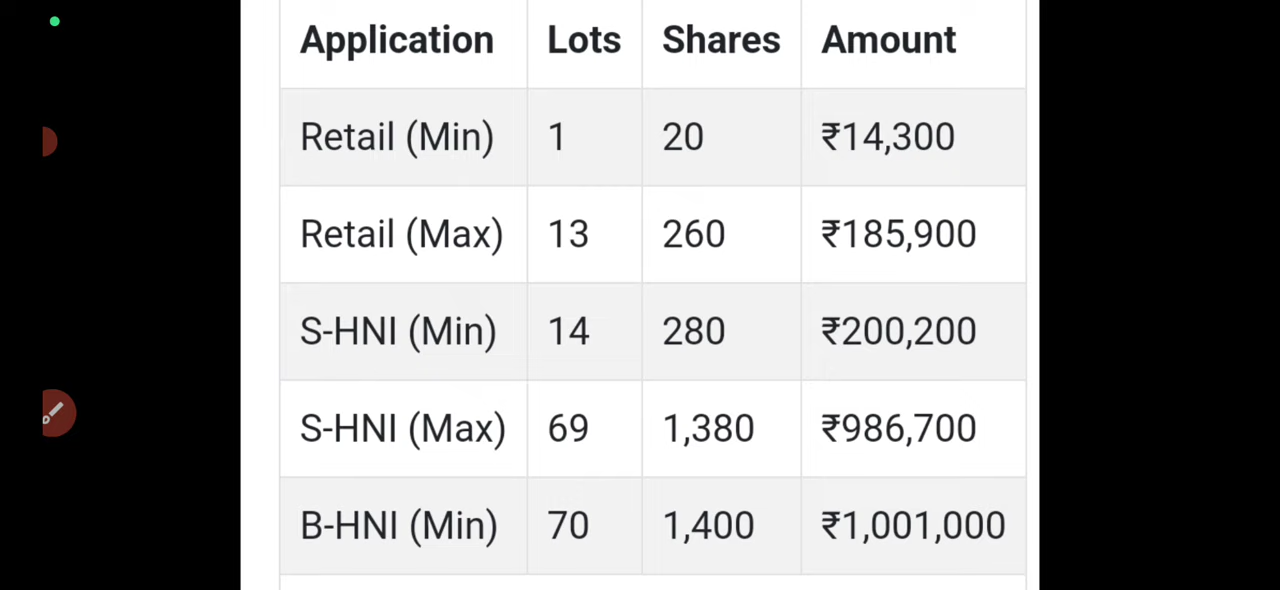 Application Lots Shares Amount
Retail (Min) 1 20 ₹14,300
Retail (Max) 13 260 ₹185,900
S-HNI (Min) 14 280 ₹200,200
S-HNI (Max) 69 1,380 ₹986,700
B-HNI (Min) 70 1,400 ₹1,001,000